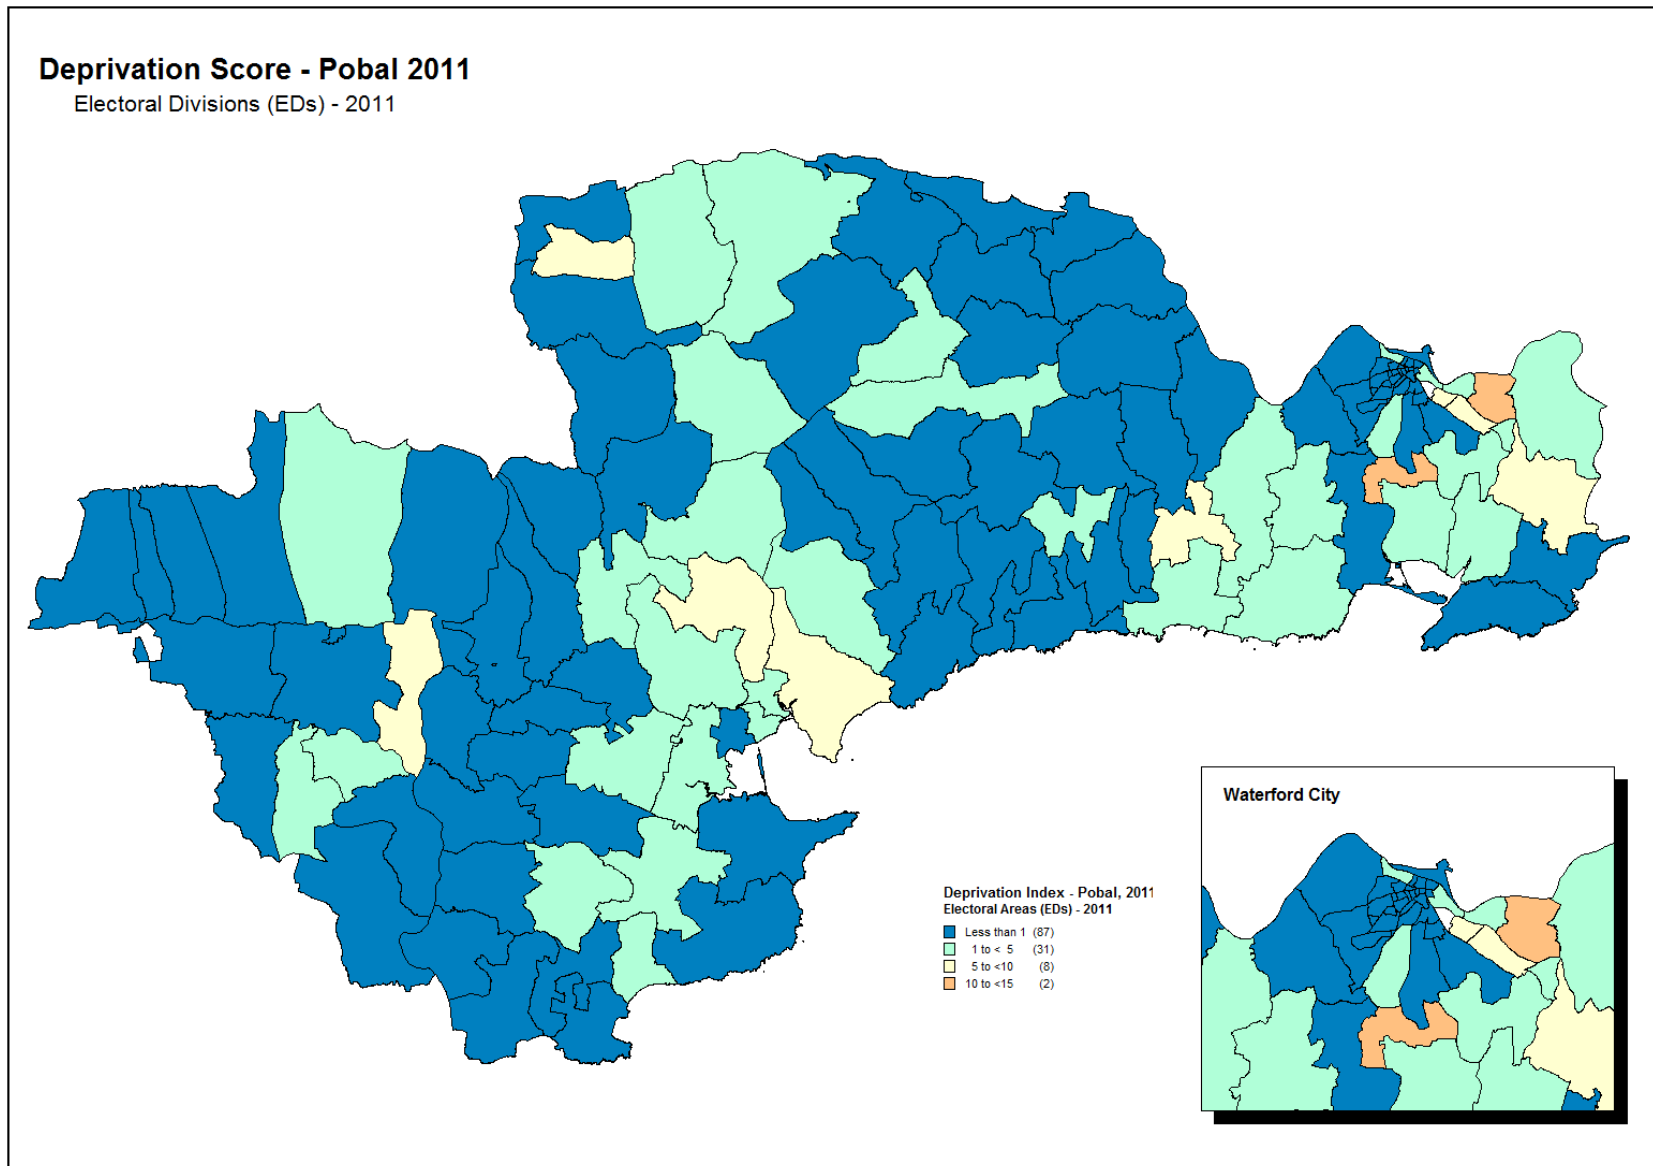 Deprivation Score - Pobal 2011
Electoral Divisions (EDs) - 2011
Waterford City
Deprivation Index - Pobal, 2011
Electoral Areas (EDs) - 2011
Less than 1 (87)
1 to < 5 (31)
5 to <10 (8)
10 to <15 (2)